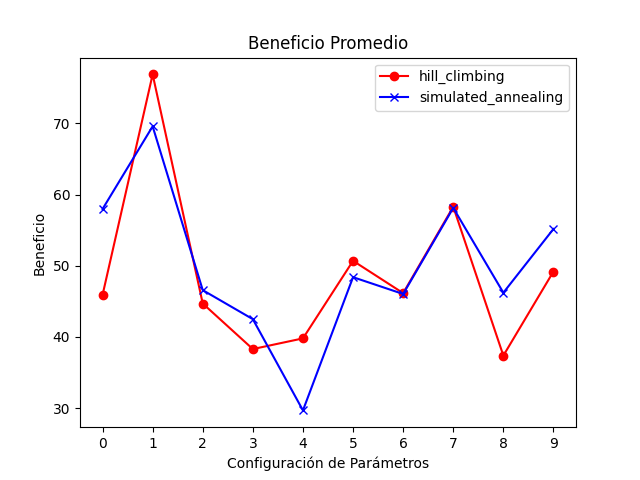 Beneficio Promedio
hill_climbing
simulated_annealing
Beneficio
70
60
50
40
30
0 1 2 3 4 5 6 7 8 9
Configuración de Parámetros